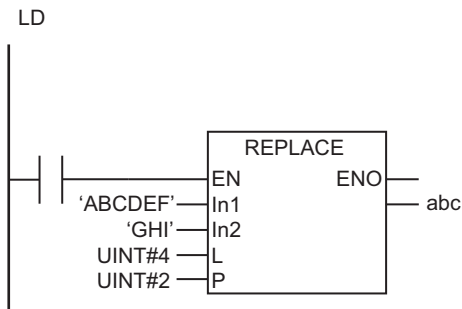 LD
REPLACE
EN ENO
‘ABCDEF’ In1 abc
‘GHI’ In2
UINT#4 L
UINT#2 P